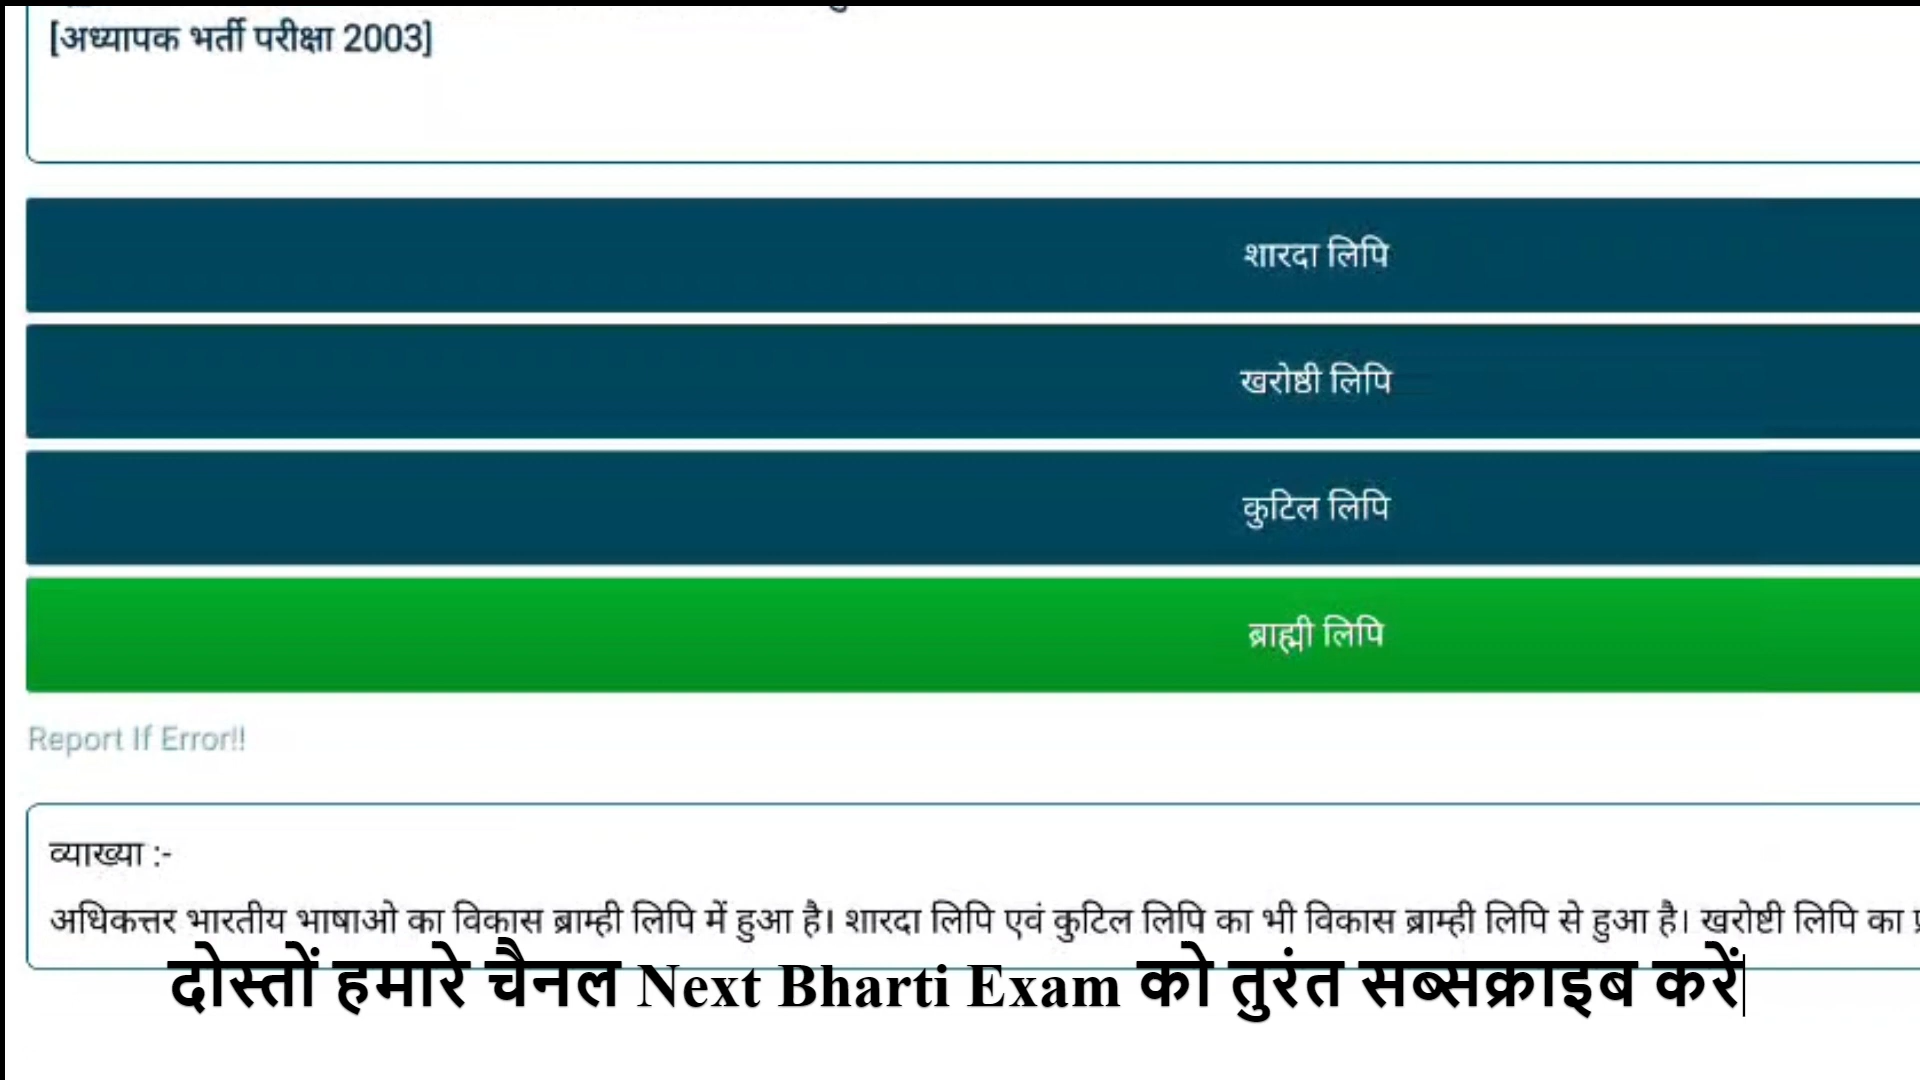 [अध्यापक भर्ती परीक्षा 2003]
शारदा लिपि
खरोष्ठी लिपि
कुटिल लिपि
ब्राह्मी लिपि
Report If Error!!
व्याख्या :-
अधिकत्तर भारतीय भाषाओ का विकास ब्राम्ही लिपि में हुआ है। शारदा लिपि एवं कुटिल लिपि का भी विकास ब्राम्ही लिपि से हुआ है। खरोष्टी लिपि का
दोस्तों हमारे चैनल Next Bharti Exam को तुरंत सब्सक्राइब करें